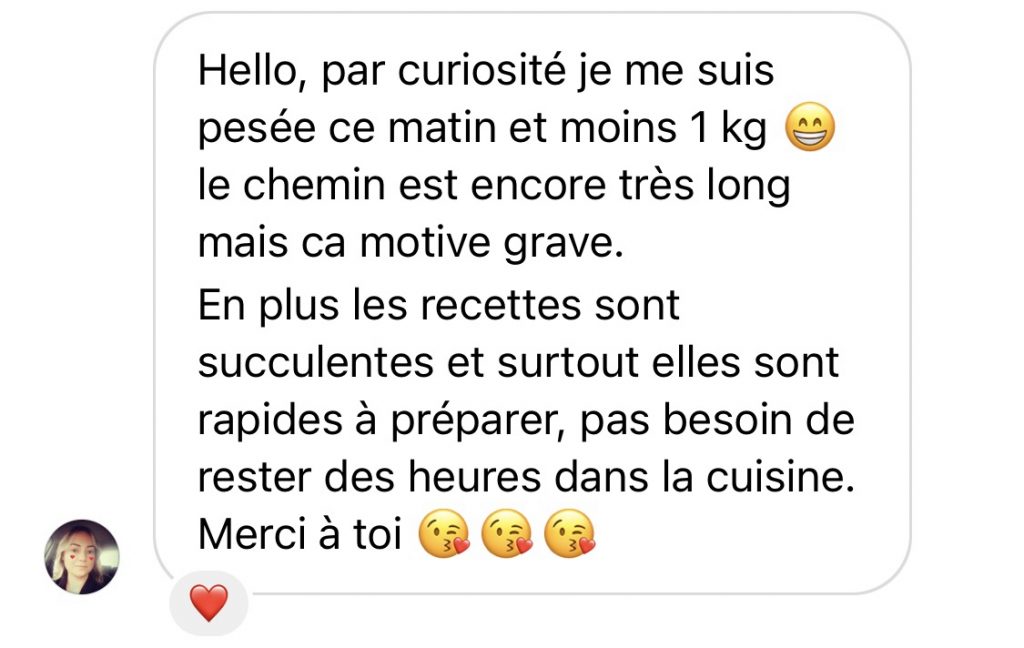 Hello, par curiosité je me suis
pesée ce matin et moins 1 kg 😁
le chemin est encore très long
mais ca motive grave.
En plus les recettes sont
succulentes et surtout elles sont
rapides à préparer, pas besoin de
rester des heures dans la cuisine.
Merci à toi 😘 😘 😘